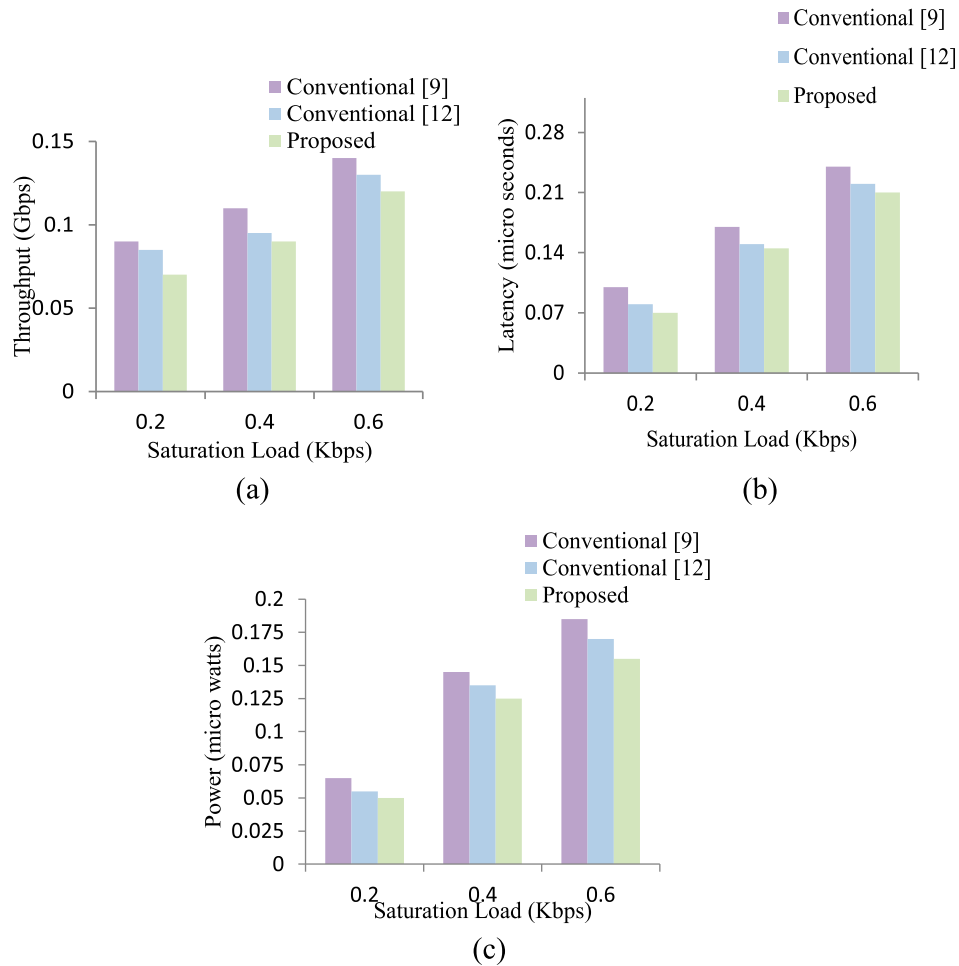 Conventional [9]
Conventional [12]
Proposed
Throughput (Gbps)
0.15
0.1
0.05
0
0.2 0.4 0.6
Saturation Load (Kbps)
(a)
Conventional [9]
Conventional [12]
Proposed
Latency (micro seconds)
0.28
0.21
0.14
0.07
0
0.2 0.4 0.6
Saturation Load (Kbps)
(b)
Conventional [9]
Conventional [12]
Proposed
Power (micro watts)
0.2
0.175
0.15
0.125
0.1
0.075
0.05
0.025
0
0.2 0.4 0.6
Saturation Load (Kbps)
(c)